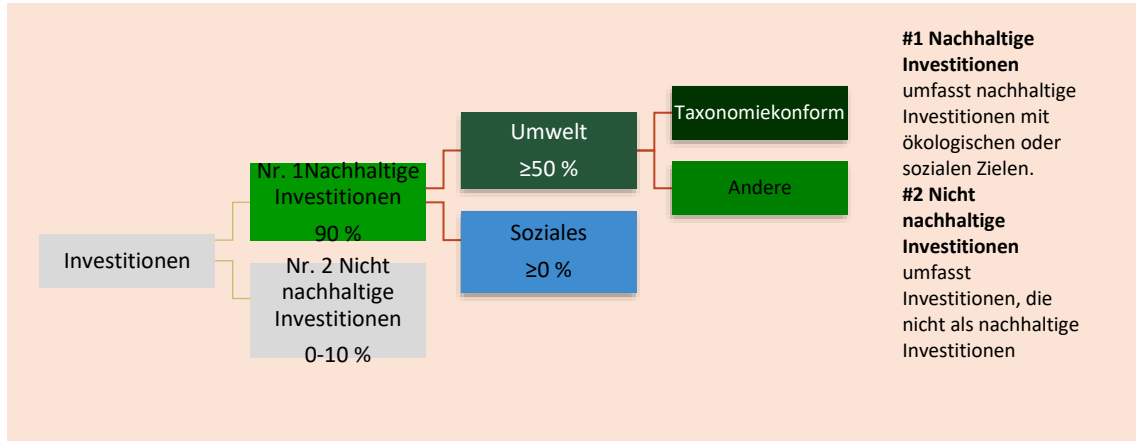 Investitionen
Nr. 1Nachhaltige
Investitionen
90 %
Nr. 2 Nicht
nachhaltige
Investitionen
0-10 %
Umwelt
≥50 %
Soziales
≥0 %
Taxonomiekonform
Andere
#1 Nachhaltige
Investitionen
umfasst nachhaltige
Investitionen mit
ökologischen oder
sozialen Zielen.
#2 Nicht
nachhaltige
Investitionen
umfasst
Investitionen, die
nicht als nachhaltige
Investitionen